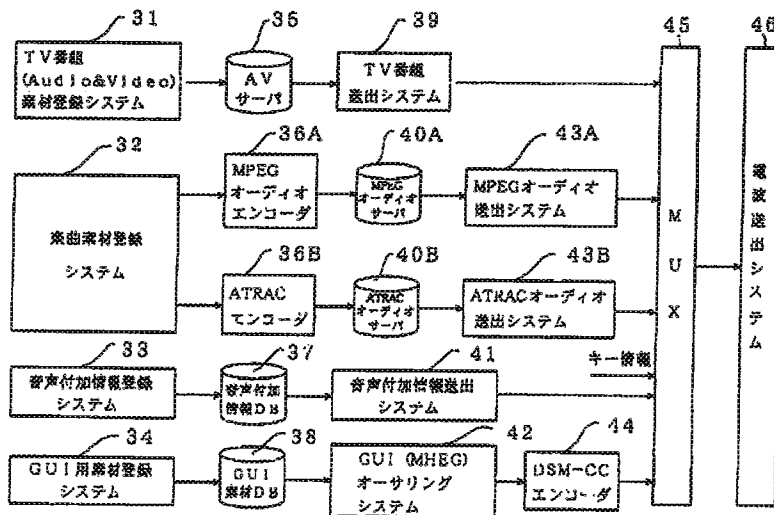 31
35
39
45
46
TV番組
(Audio&Video)
素材登録システム
AV
サーバ
TV番組
送出システム
32
36A
40A
43A
楽曲素材登録
システム
MPEG
オーディオ
エンコーダ
MPEG
オーディオ
サーバ
MPEGオーディオ
送出システム
36B
40B
43B
ATRAC
エンコーダ
ATRAC
オーディオ
サーバ
ATRACオーディオ
送出システム
MUX
電波送出システム
キー情報
33
37
41
音声付加情報登録
システム
音声付加
情報DB
音声付加情報送出
システム
34
38
42
44
GUI用素材登録
システム
GUI
素材DB
GUI(MHEG)
オーサリング
システム
DSM-CC
エンコーダ